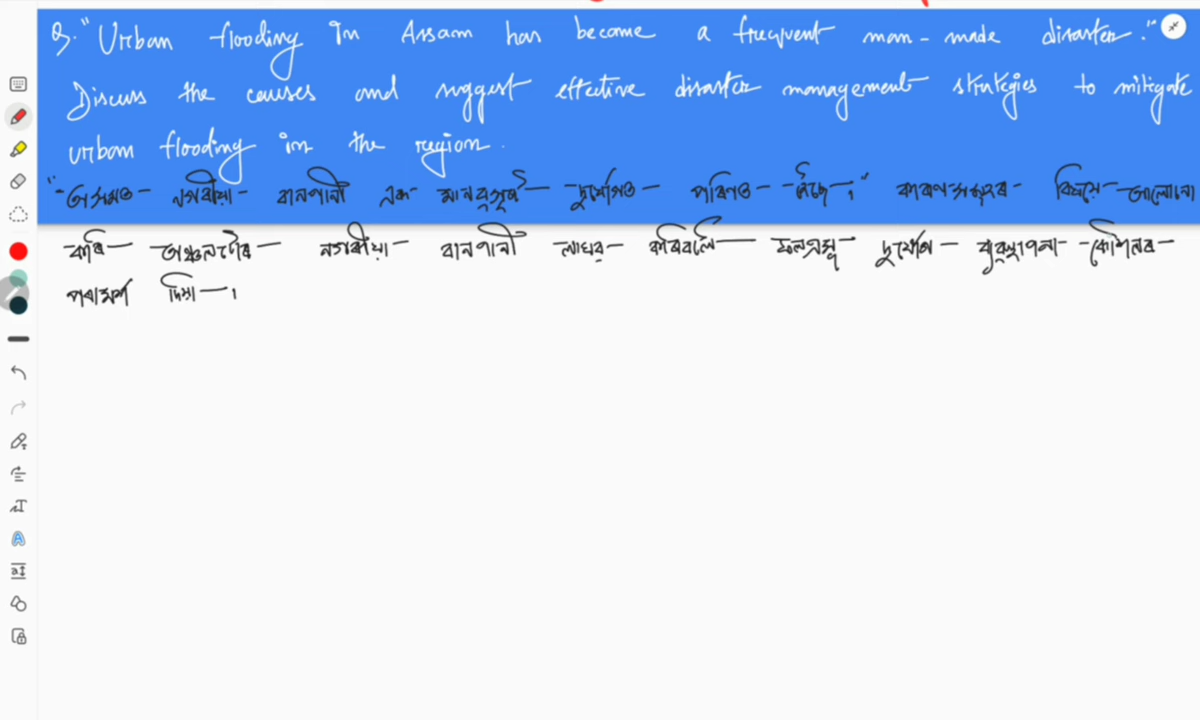 Q. "Urban flooding in Assam has become a frequent man-made disaster."
Discuss the causes and suggest effective disaster management strategies to mitigate
urban flooding in the region.
"অসমত নগৰীয়া বানপানী এক মানৱসৃষ্ট দুৰ্যোগত পৰিণত হৈছে।" কাৰণসমূহৰ বিষয়ে আলোচনা
কৰি অঞ্চলটোৰ নগৰীয়া বানপানী লাঘৱ কৰিবলৈ ফলপ্ৰসূ দুৰ্যোগ ব্যৱস্থাপনা কৌশলৰ
পৰামৰ্শ দিয়া।